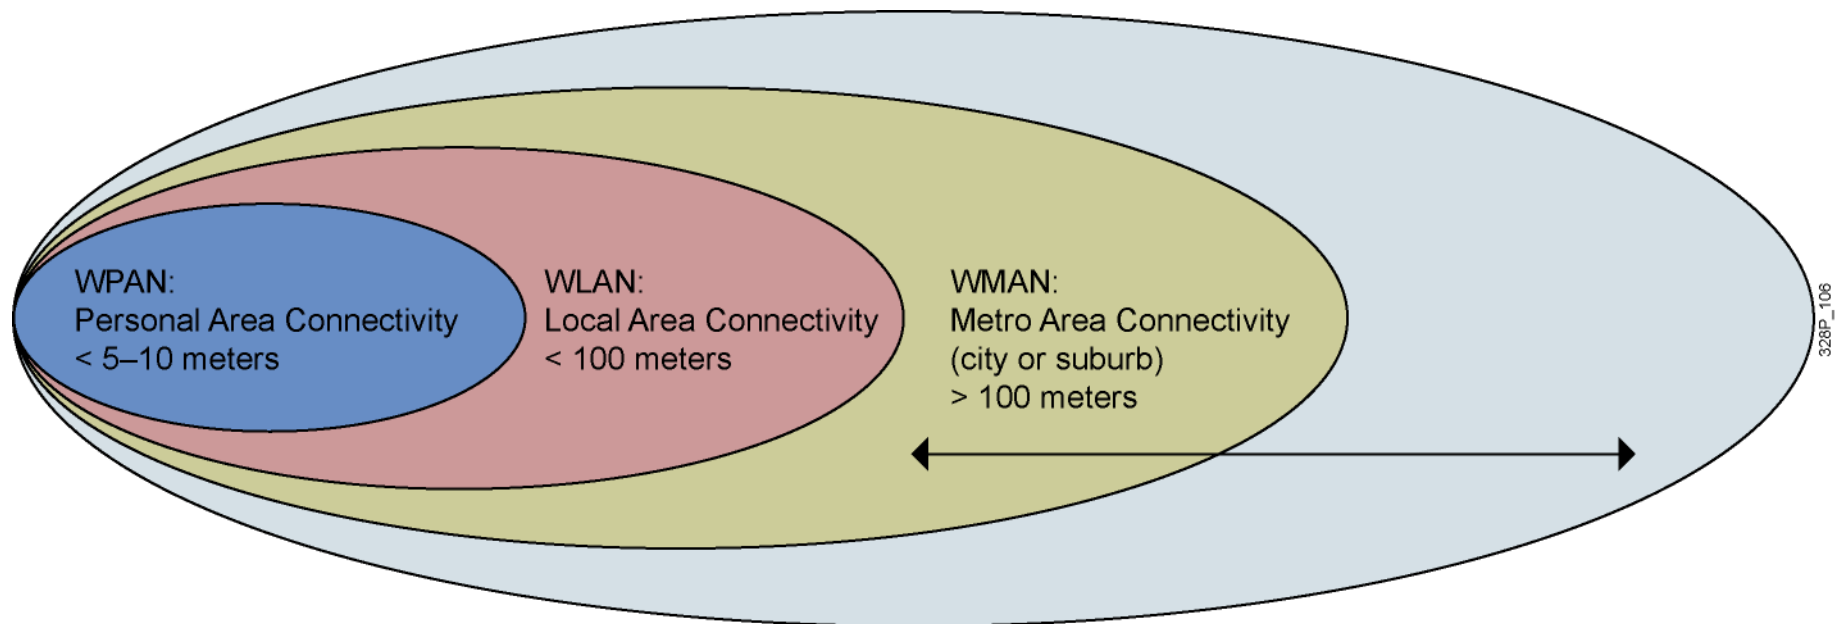 WPAN:
Personal Area Connectivity
< 5–10 meters
WLAN:
Local Area Connectivity
< 100 meters
WMAN:
Metro Area Connectivity
(city or suburb)
> 100 meters
328P_106